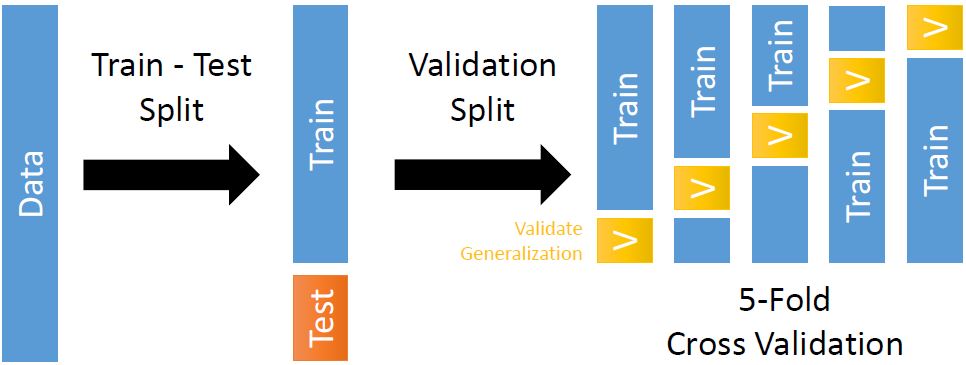 Data
Train - Test
Split
Train
Test
Validation
Split
Validate
Generalization
Train
V
Train
V
Train
V
V
Train
V
Train
5-Fold
Cross Validation